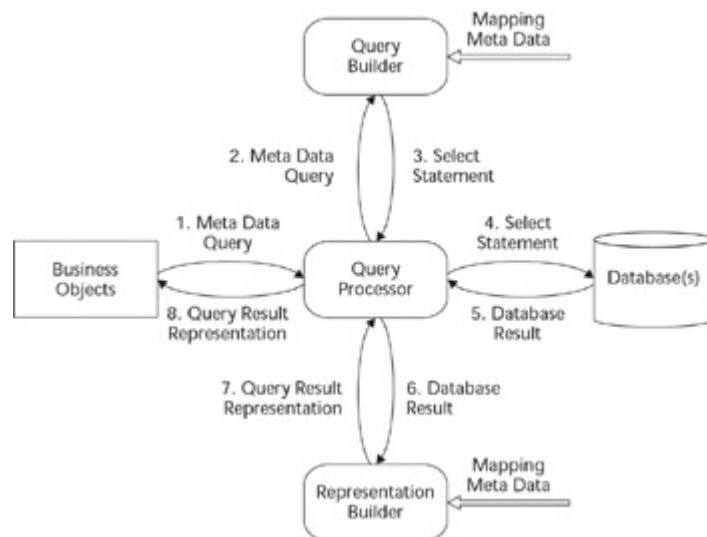 Mapping
Meta Data
Query
Builder
2. Meta Data
Query
3. Select
Statement
1. Meta Data
Query
4. Select
Statement
Business
Objects
Query
Processor
Database(s)
8. Query Result
Representation
5. Database
Result
7. Query Result
Representation
6. Database
Result
Mapping
Meta Data
Representation
Builder